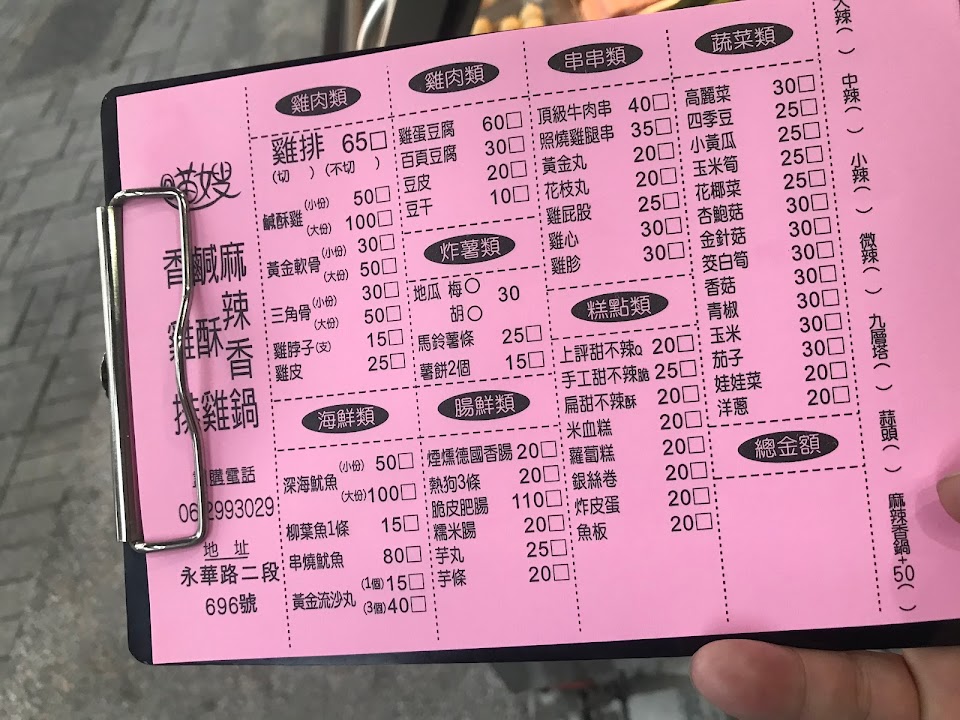 喵嫂
香雞排
鹹酥雞
麻辣香鍋
購電話
06 2993029
地 址
永華路二段
696號
雞肉類
雞排 65□
(切 ) (不切 )
鹹酥雞 (小份) 50□
(大份) 100□
黃金軟骨 (小份) 30□
(大份) 50□
三角骨 (小份) 30□
(大份) 50□
雞脖子(支) 15□
雞皮 25□
海鮮類
深海魷魚 (小份) 50□
(大份) 100□
柳葉魚1條 15□
串燒魷魚 80□
黃金流沙丸 (1個) 15□
(3個) 40□
雞肉類
雞蛋豆腐 60□
百頁豆腐 30□
豆皮 20□
豆干 10□
炸薯類
地瓜 梅○ 30
胡○
馬鈴薯條 25□
薯餅2個 15□
腸鮮類
煙燻德國香腸 20□
熱狗3條 20□
脆皮肥腸 110□
糯米腸 20□
芋丸 25□
芋條 20□
串串類
頂級牛肉串 40□
照燒雞腿串 35□
黃金丸 20□
花枝丸 20□
雞屁股 25□
雞心 30□
雞胗 30□
糕點類
上評甜不辣Q 20□
手工甜不辣脆 25□
扁甜不辣酥 20□
米血糕 20□
蘿蔔糕 20□
銀絲卷 20□
炸皮蛋 20□
魚板 20□
蔬菜類
高麗菜 30□
四季豆 25□
小黃瓜 25□
玉米筍 25□
花椰菜 25□
杏鮑菇 30□
金針菇 30□
筊白筍 30□
香菇 30□
青椒 30□
玉米 30□
茄子 30□
娃娃菜 20□
洋蔥 20□
總金額
大辣( ) 中辣( ) 小辣( ) 微辣( ) 九層塔( ) 蒜頭( ) 麻辣香鍋+50( )